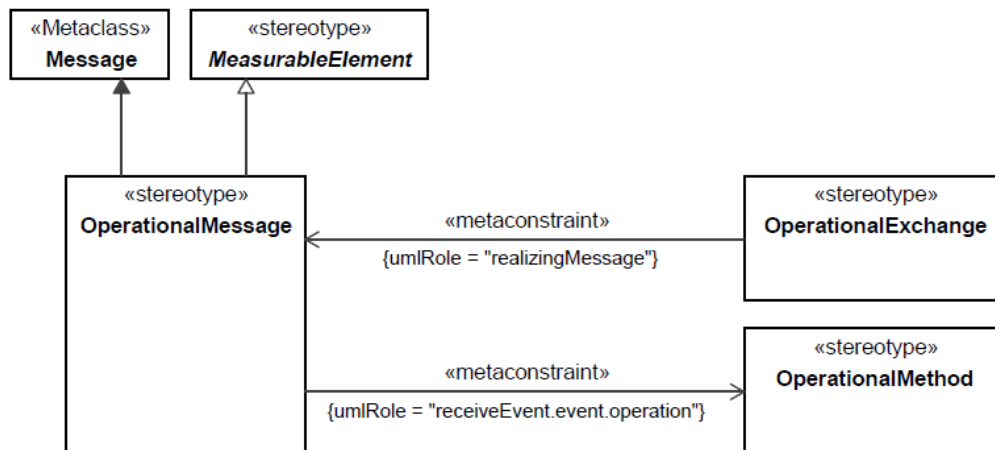 «Metaclass»
Message
«stereotype»
MeasurableElement
«stereotype»
OperationalMessage
«metaconstraint»
{umlRole = "realizingMessage"}
«stereotype»
OperationalExchange
«metaconstraint»
{umlRole = "receiveEvent.event.operation"}
«stereotype»
OperationalMethod